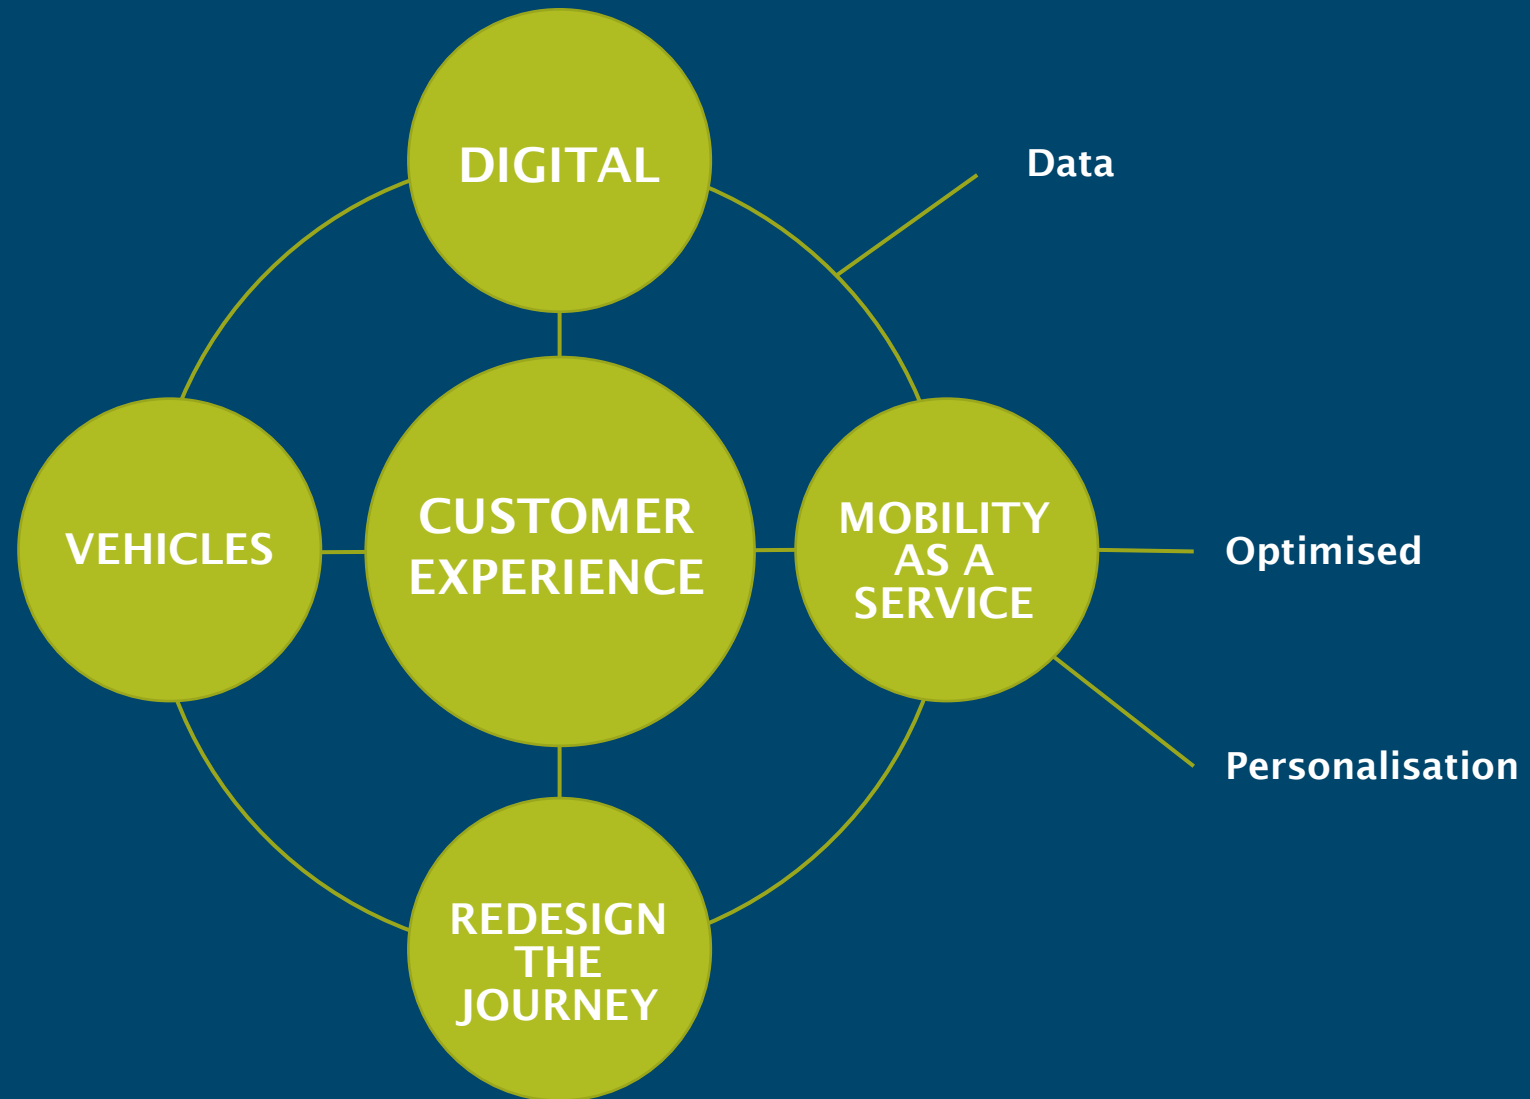 DIGITAL
Data
VEHICLES
CUSTOMER
EXPERIENCE
MOBILITY
AS A
SERVICE
Optimised
Personalisation
REDESIGN
THE
JOURNEY